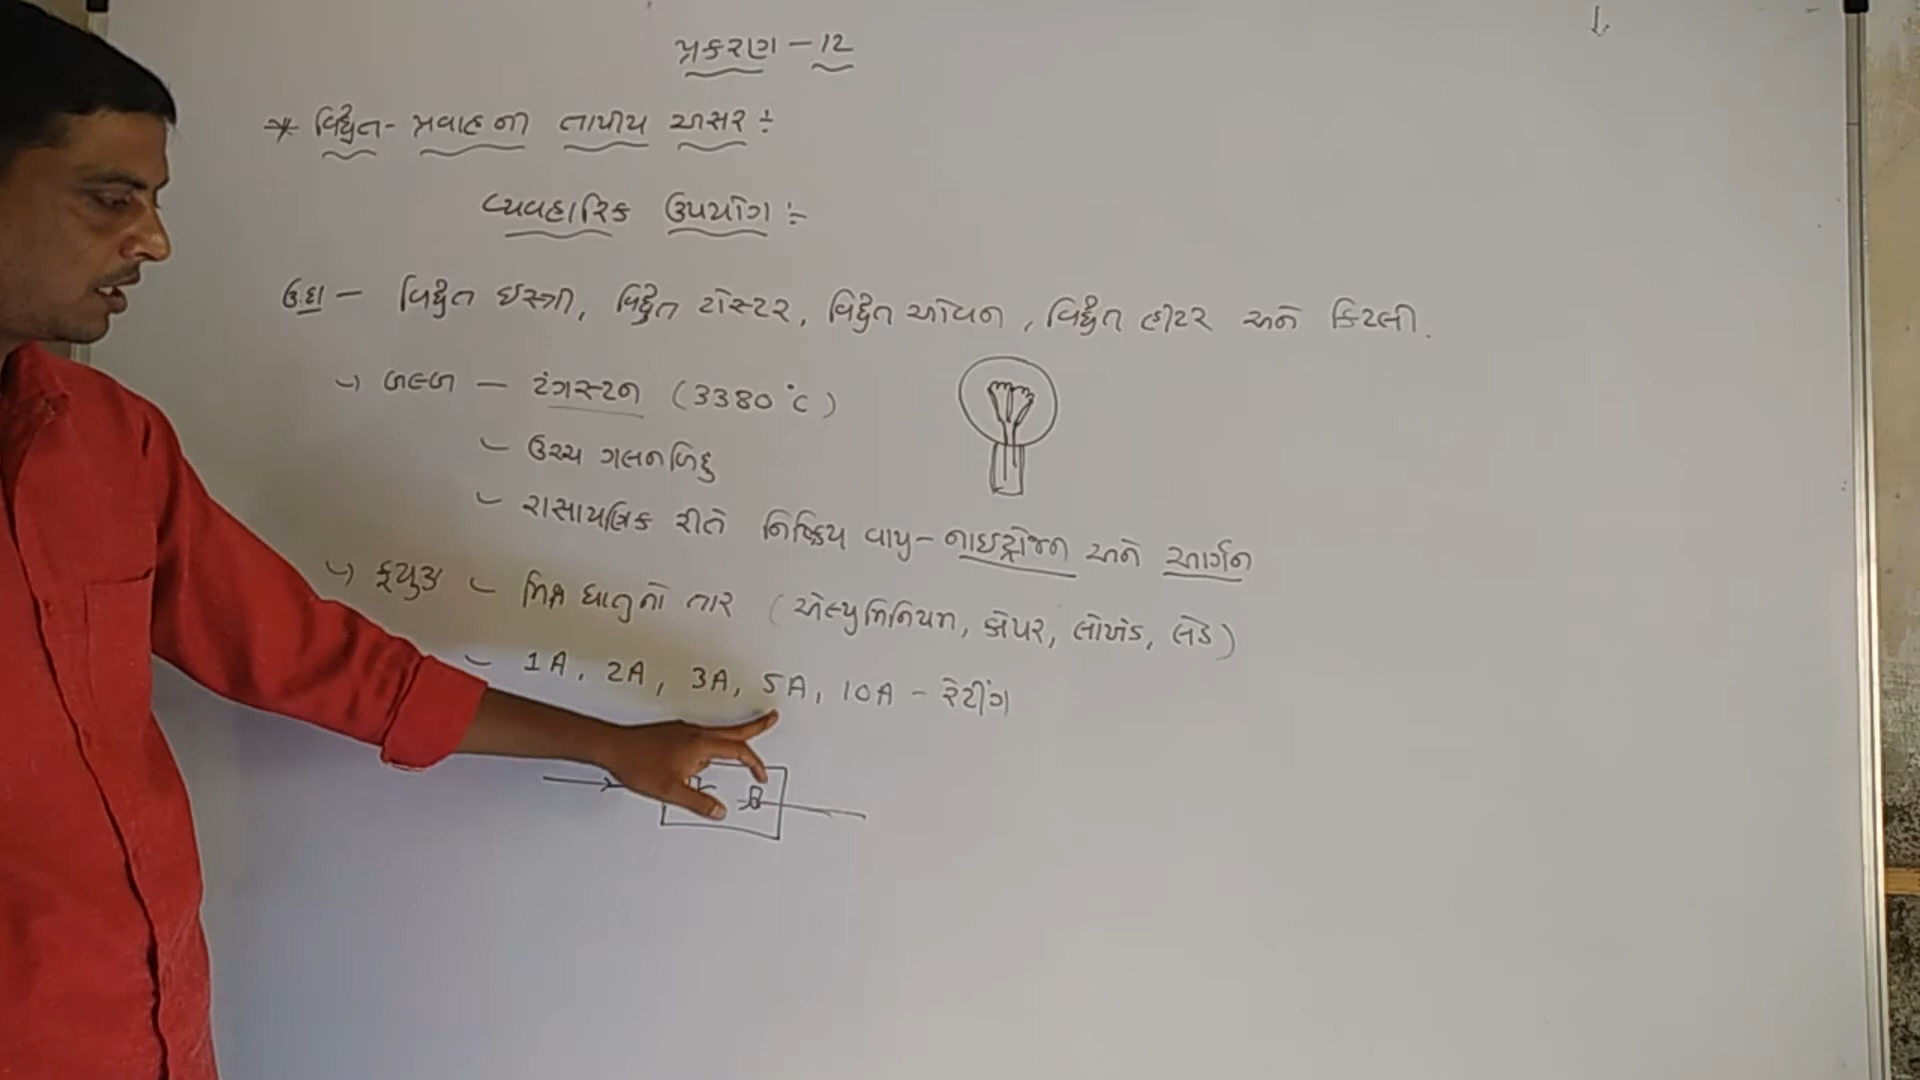 પ્રકરણ - 12
* વિદ્યુત - પ્રવાહની તાપીય અસર ÷
વ્યવહારિક ઉપયોગ :-
ઉદા - વિદ્યુત ઈસ્ત્રી, વિદ્યુત ટોસ્ટર, વિદ્યુત ઓવન, વિદ્યુત હીટર અને કિટલી.
→ બલ્બ - ટંગસ્ટન (3380°C)
- ઉચ્ચ ગલનબિંદુ
- રાસાયણિક રીતે નિષ્ક્રિય વાયુ - નાઇટ્રોજન અને આર્ગન
→ ફ્યુઝ - મિશ્ર ધાતુનો તાર (એલ્યુમિનિયમ, કોપર, લોખંડ, લેડ)
- 1A, 2A, 3A, 5A, 10A - રેટીંગ